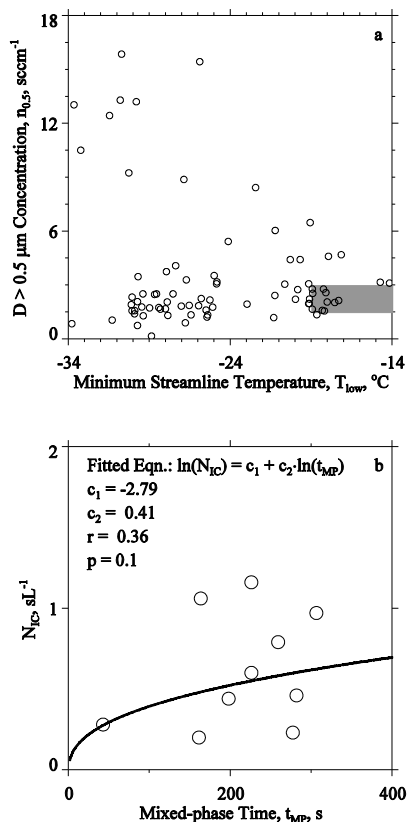 18
a
12
6
0
D > 0.5 μm Concentration, n0.5, sccm-1
-34
-24
-14
Minimum Streamline Temperature, Tlow, °C
2
Fitted Eqn.: ln(NIC) = c1 + c2·ln(tMP)
b
c1 = -2.79
c2 = 0.41
r = 0.36
p = 0.1
1
0
NIC, sL-1
0
200
400
Mixed-phase Time, tMP, s